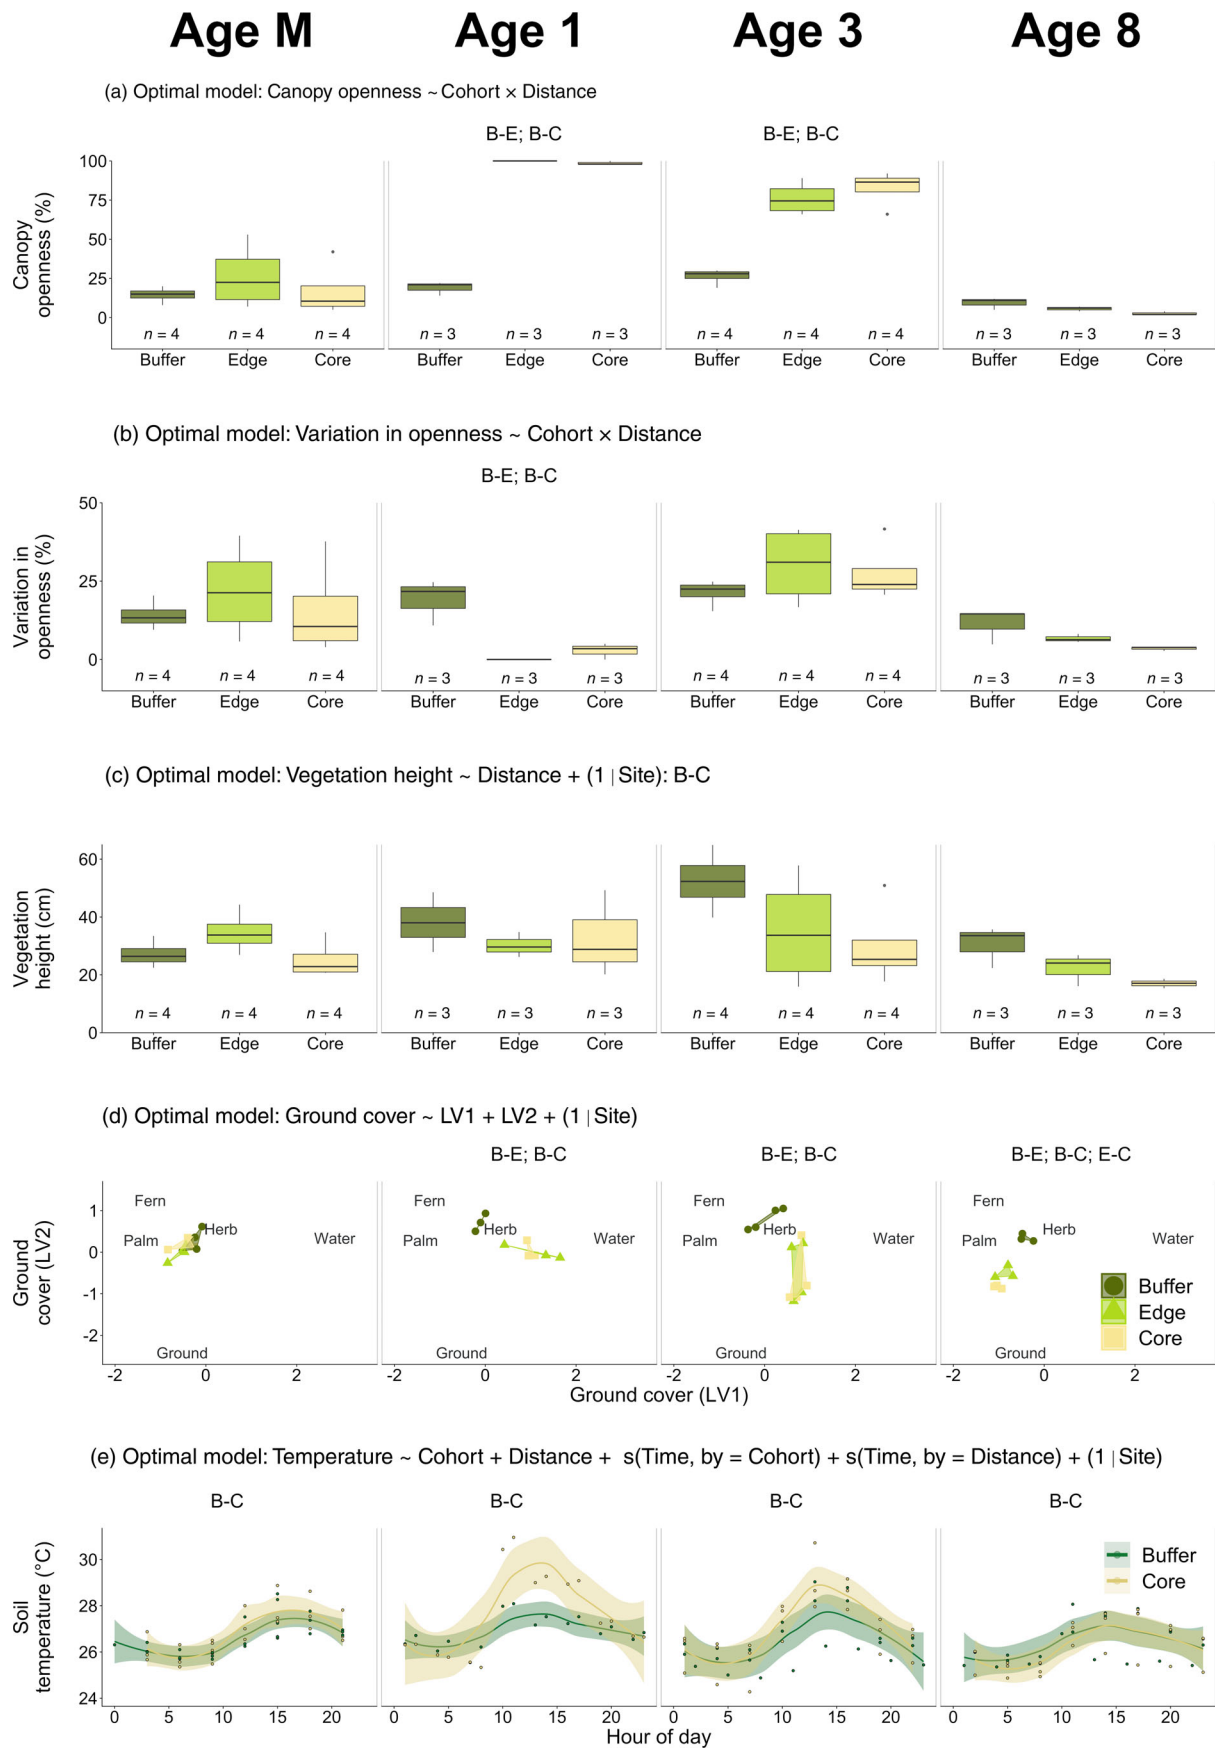 Age M Age 1 Age 3 Age 8
(a) Optimal model: Canopy openness ~ Cohort × Distance
B-E; B-C B-E; B-C
Canopy
openness (%)
100
75
50
25
0
n = 4 n = 4 n = 4 n = 3 n = 3 n = 3 n = 4 n = 4 n = 4 n = 3 n = 3 n = 3
Buffer Edge Core Buffer Edge Core Buffer Edge Core Buffer Edge Core
(b) Optimal model: Variation in openness ~ Cohort × Distance
B-E; B-C
Variation in
openness (%)
50
25
0
n = 4 n = 4 n = 4 n = 3 n = 3 n = 3 n = 4 n = 4 n = 4 n = 3 n = 3 n = 3
Buffer Edge Core Buffer Edge Core Buffer Edge Core Buffer Edge Core
(c) Optimal model: Vegetation height ~ Distance + (1 | Site): B-C
Vegetation
height (cm)
60
40
20
0
n = 4 n = 4 n = 4 n = 3 n = 3 n = 3 n = 4 n = 4 n = 4 n = 3 n = 3 n = 3
Buffer Edge Core Buffer Edge Core Buffer Edge Core Buffer Edge Core
(d) Optimal model: Ground cover ~ LV1 + LV2 + (1 | Site)
B-E; B-C B-E; B-C B-E; B-C; E-C
Ground
cover (LV2)
1
0
-1
-2
Fern Fern Fern Fern
Herb Herb Herb Herb
Palm Water Palm Water Palm Water Palm Water
Buffer
Edge
Core
Ground Ground Ground Ground
-2 0 2 -2 0 2 -2 0 2 -2 0 2
Ground cover (LV1)
(e) Optimal model: Temperature ~ Cohort + Distance + s(Time, by = Cohort) + s(Time, by = Distance) + (1 | Site)
B-C B-C B-C B-C
Soil
temperature (°C)
30
28
26
24
Buffer
Core
0 5 10 15 20 0 5 10 15 20 0 5 10 15 20 0 5 10 15 20
Hour of day